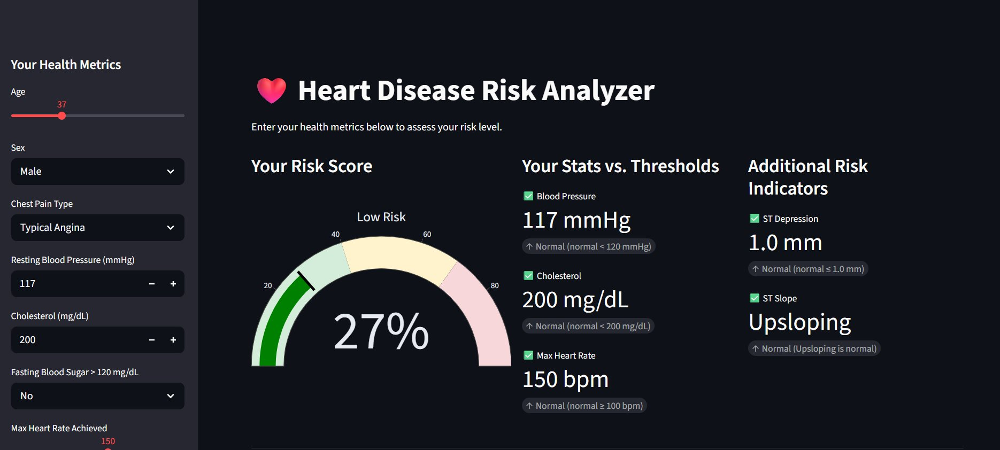 Your Health Metrics
Age
37
Sex
Male
Chest Pain Type
Typical Angina
Resting Blood Pressure (mmHg)
117
Cholesterol (mg/dL)
200
Fasting Blood Sugar > 120 mg/dL
No
Max Heart Rate Achieved
150
Heart Disease Risk Analyzer
Enter your health metrics below to assess your risk level.
Your Risk Score
Low Risk
20
40
60
80
27%
Your Stats vs. Thresholds
Blood Pressure
117 mmHg
↑ Normal (normal < 120 mmHg)
Cholesterol
200 mg/dL
↑ Normal (normal < 200 mg/dL)
Max Heart Rate
150 bpm
↑ Normal (normal ≥ 100 bpm)
Additional Risk
Indicators
ST Depression
1.0 mm
↑ Normal (normal ≤ 1.0 mm)
ST Slope
Upsloping
↑ Normal (Upsloping is normal)